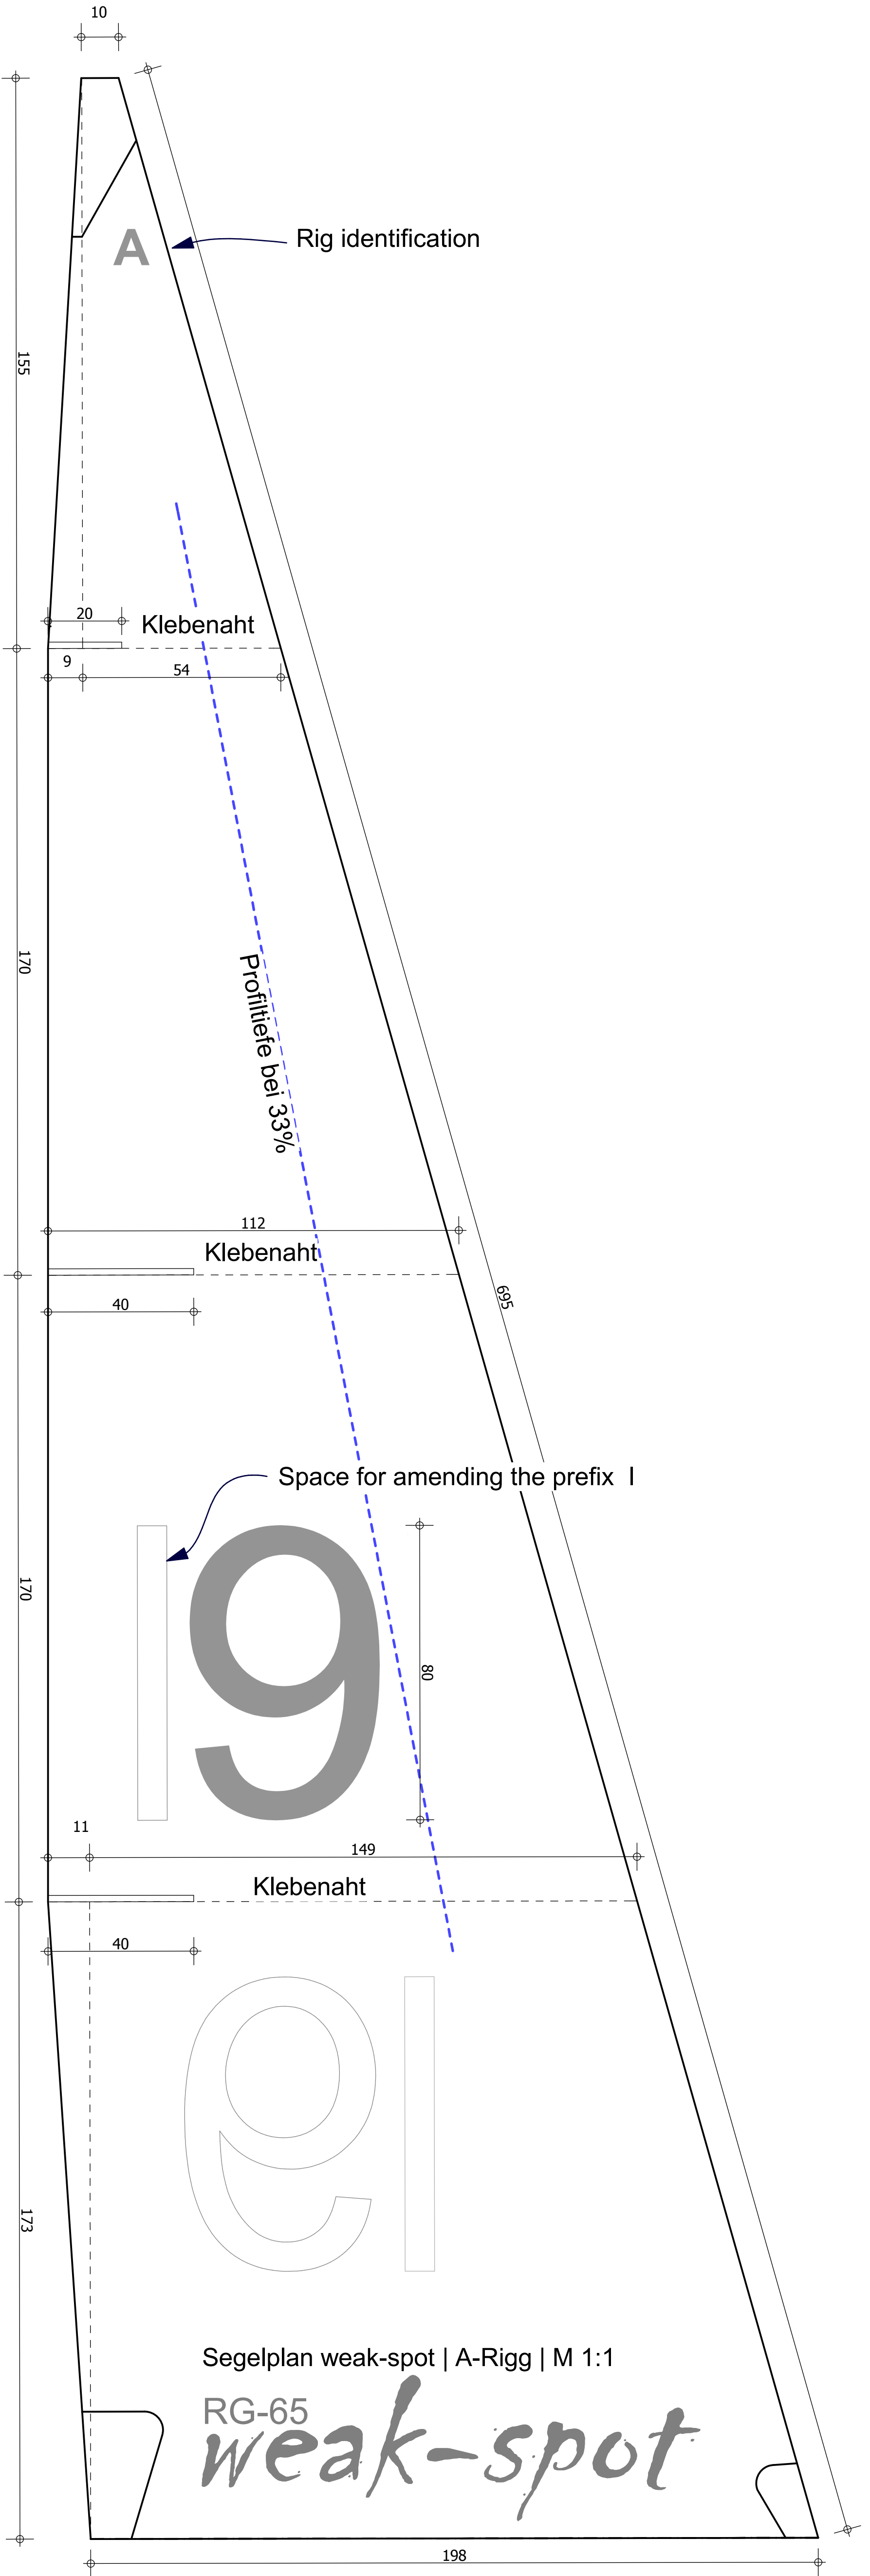 10
A
Rig identification
155
20
Klebenaht
9
54
170
Profiltiefe bei 33%
112
Klebenaht
40
695
Space for amending the prefix I
170
I9
80
11
149
Klebenaht
40
I9
173
Segelplan weak-spot | A-Rigg | M 1:1
RG-65
weak-spot
198